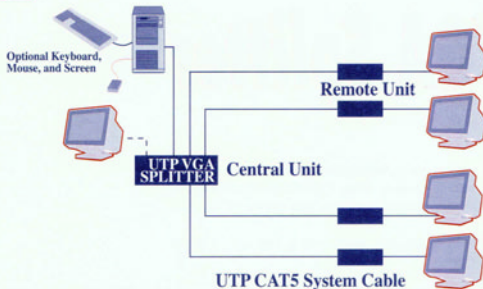 Optional Keyboard,
Mouse, and Screen
Remote Unit
UTP VGA
SPLITTER
Central Unit
UTP CAT5 System Cable